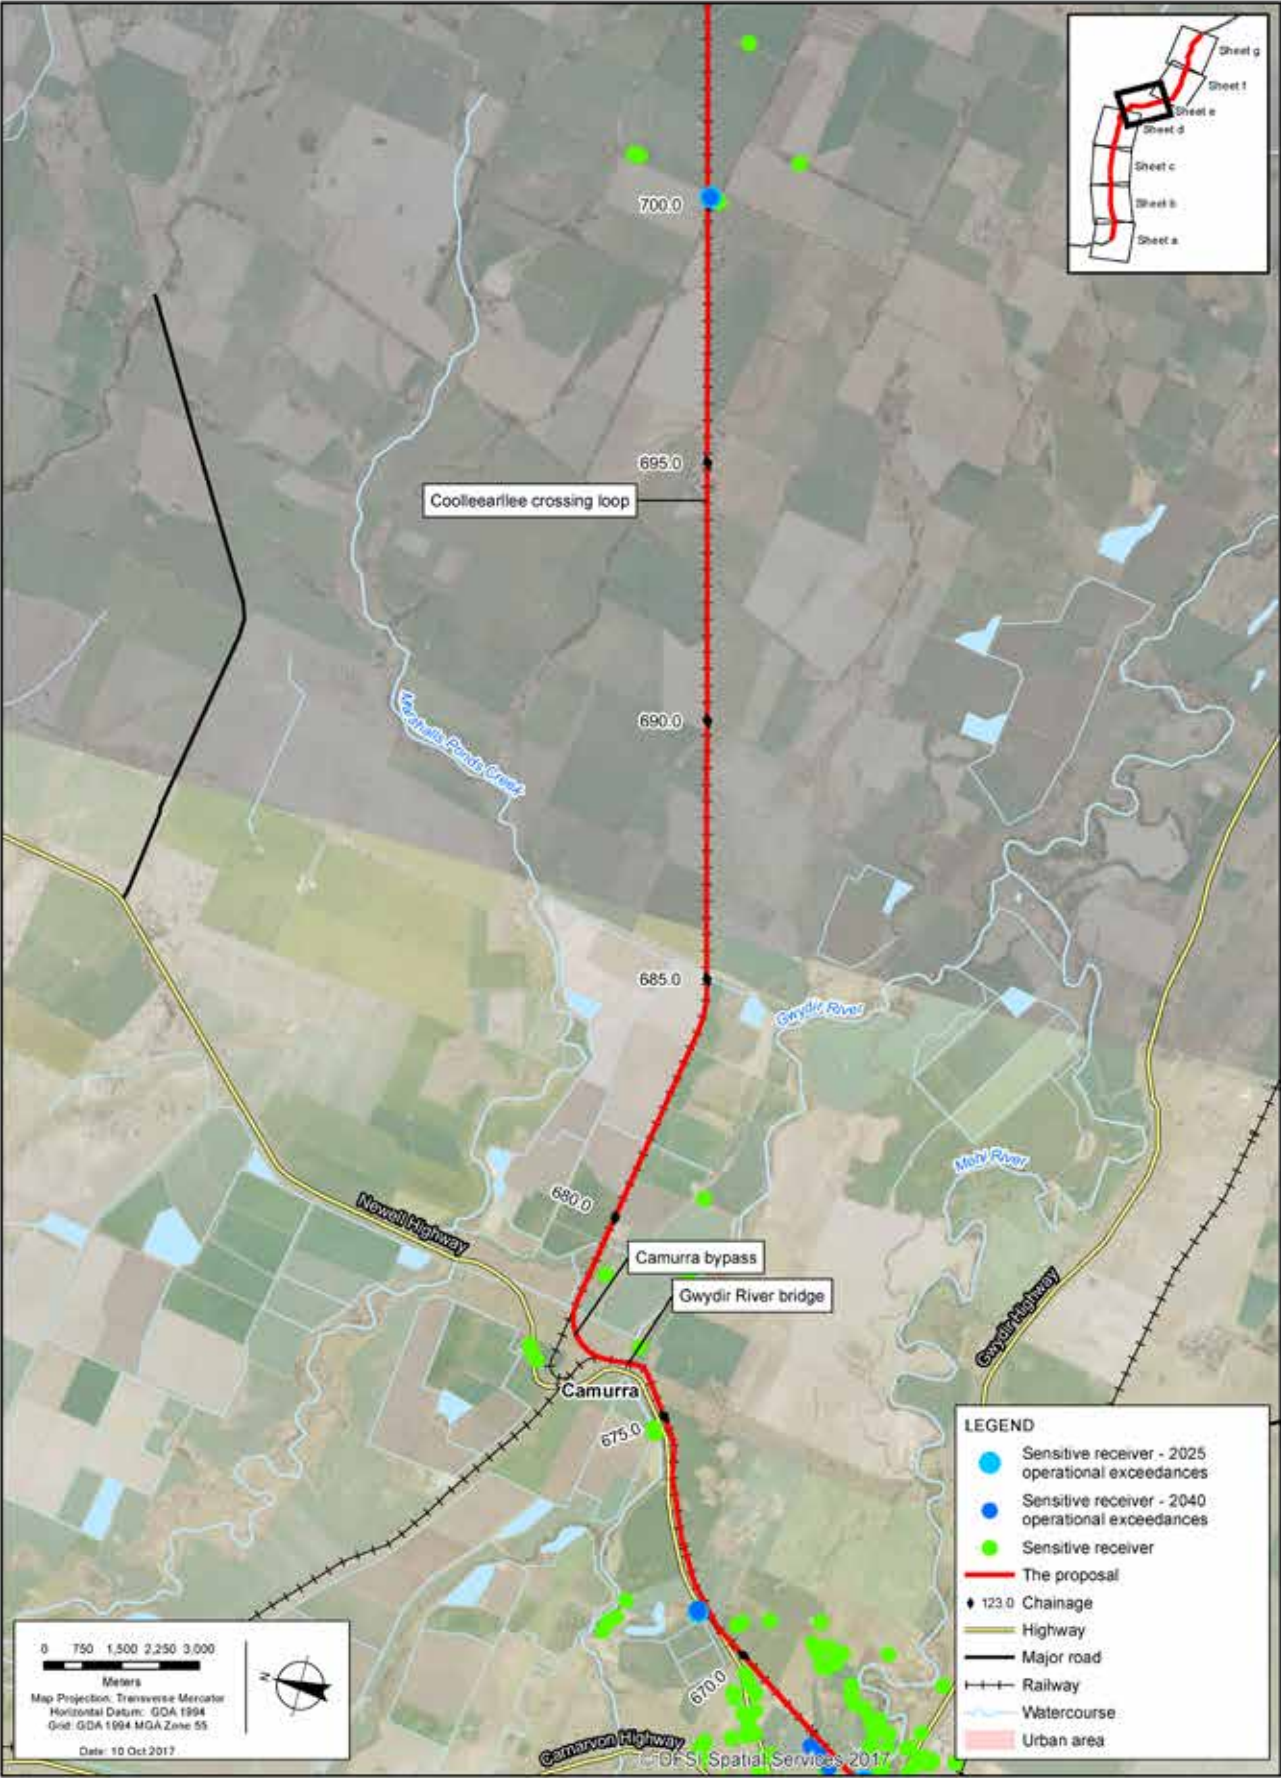 Sheet g
Sheet f
Sheet e
Sheet d
Sheet c
Sheet b
Sheet a
700.0
695.0
Coolleearllee crossing loop
690.0
Marshalls Ponds Creek
685.0
Gwydir River
Mehi River
680.0
Newell Highway
Camurra bypass
Gwydir River bridge
Gwydir Highway
Camurra
675.0
670.0
Carnarvon Highway
© DFSI Spatial Services 2017
LEGEND
Sensitive receiver - 2025
operational exceedances
Sensitive receiver - 2040
operational exceedances
Sensitive receiver
The proposal
123.0 Chainage
Highway
Major road
Railway
Watercourse
Urban area
0 750 1,500 2,250 3,000
Meters
Map Projection: Transverse Mercator
Horizontal Datum: GDA 1994
Grid: GDA 1994 MGA Zone 55
Date: 10 Oct 2017
N